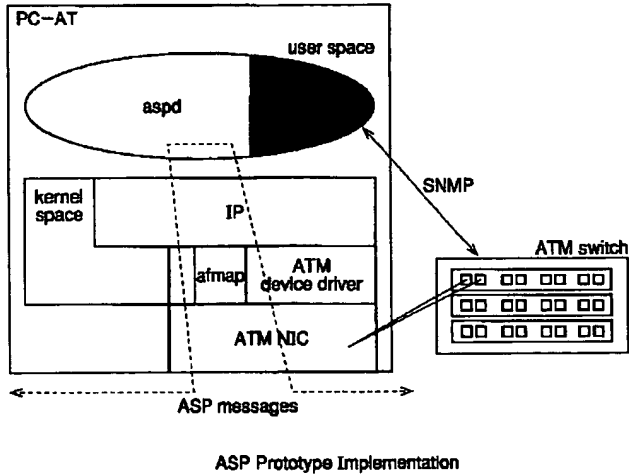 PC-AT
user space
aspd
SNMP
kernel
space
IP
ATM switch
afmap
ATM
device driver
ATM NIC
ASP messages
ASP Prototype Implementation